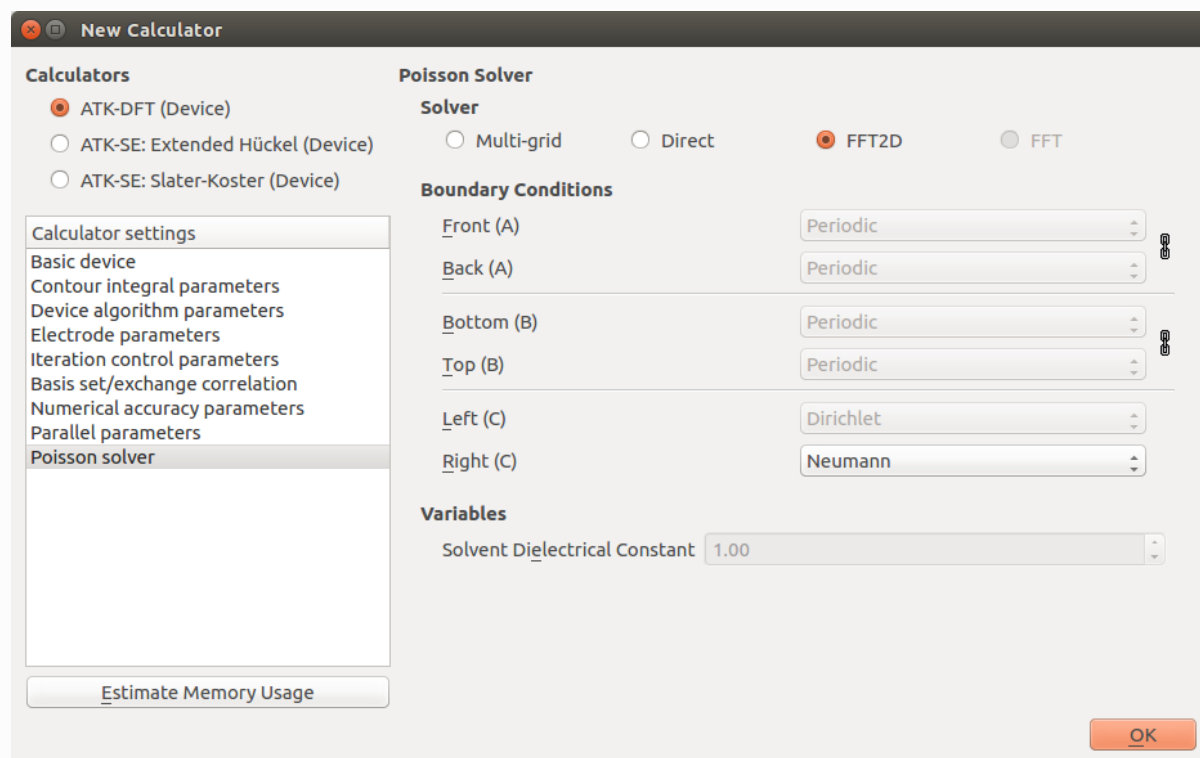 New Calculator
Calculators
ATK-DFT (Device)
ATK-SE: Extended Hückel (Device)
ATK-SE: Slater-Koster (Device)
Calculator settings
Basic device
Contour integral parameters
Device algorithm parameters
Electrode parameters
Iteration control parameters
Basis set/exchange correlation
Numerical accuracy parameters
Parallel parameters
Poisson solver
Estimate Memory Usage
Poisson Solver
Solver
Multi-grid Direct FFT2D FFT
Boundary Conditions
Front (A) Periodic
Back (A) Periodic
Bottom (B) Periodic
Top (B) Periodic
Left (C) Dirichlet
Right (C) Neumann
Variables
Solvent Dielectrical Constant 1.00
OK